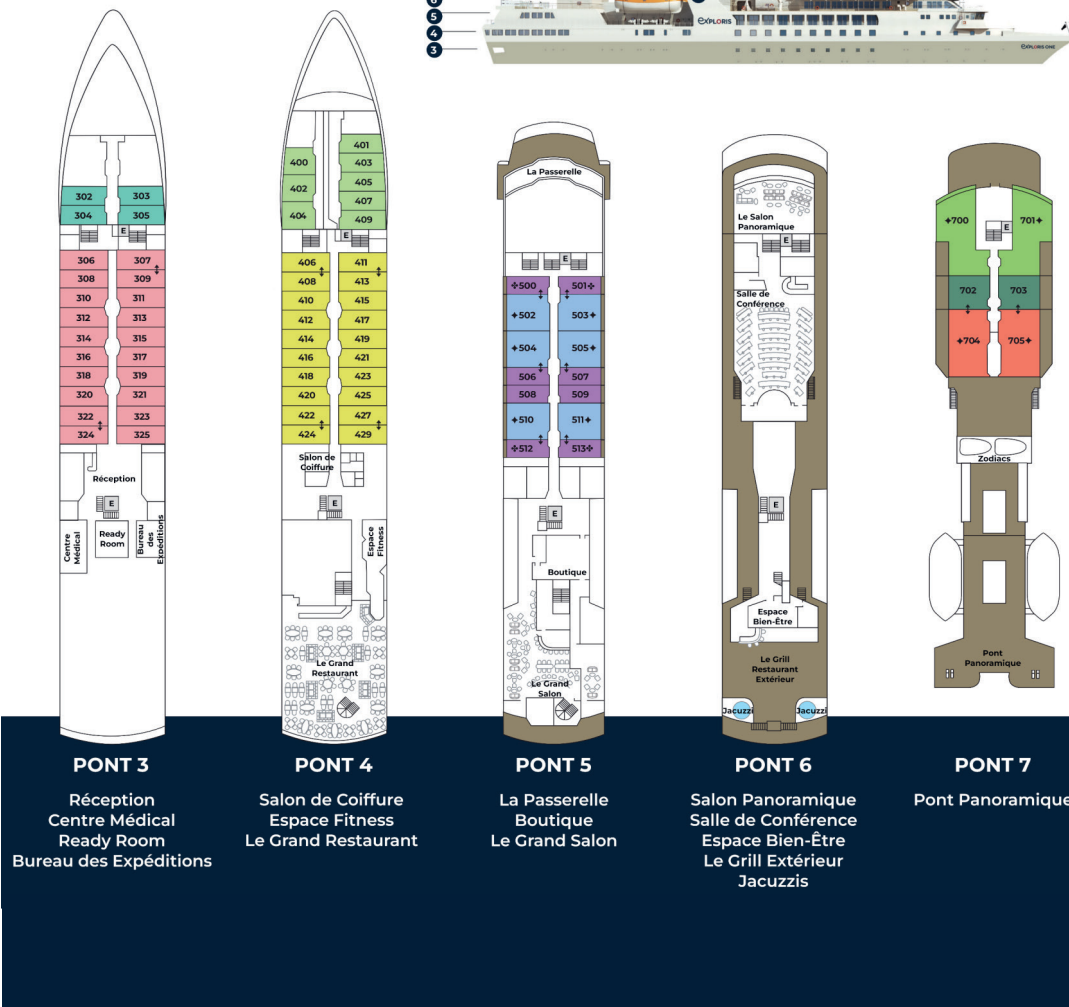 6
5
4
3
EXPLORIS
EXPLORIS ONE
302 303
304 305
E
306 307
308 309
310 311
312 313
314 315
316 317
318 319
320 321
322 323
324 325
Réception
E
Centre
Médical
Ready
Room
Bureau
des
Expéditions
400
402
404
401
403
405
407
409
E
406 411
408 413
410 415
412 417
414 419
416 421
418 423
420 425
422 427
424 429
Salon de
Coiffure
E
Espace
Fitness
Le Grand
Restaurant
La Passerelle
E
✣500 501✣
✦502 503✦
✦504 505✦
506 507
508 509
✦510 511✦
✣512 513✣
E
Boutique
Le Grand
Salon
Le Salon
Panoramique
E
Salle de
Conférence
E
Espace
Bien-Être
Le Grill
Restaurant
Extérieur
Jacuzzi Jacuzzi
✦700 701✦
E
702 703
✦704 705✦
Zodiacs
Pont
Panoramique
PONT 3
Réception
Centre Médical
Ready Room
Bureau des Expéditions
PONT 4
Salon de Coiffure
Espace Fitness
Le Grand Restaurant
PONT 5
La Passerelle
Boutique
Le Grand Salon
PONT 6
Salon Panoramique
Salle de Conférence
Espace Bien-Être
Le Grill Extérieur
Jacuzzis
PONT 7
Pont Panoramique